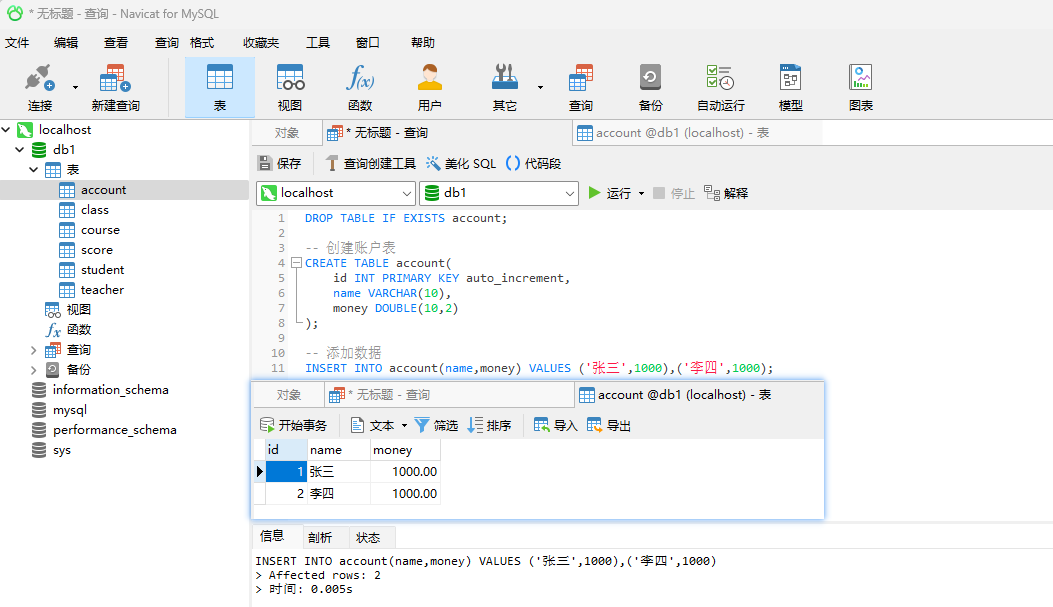 * 无标题 - 查询 - Navicat for MySQL
文件 编辑 查看 查询 格式 收藏夹 工具 窗口 帮助
连接 新建查询 表 视图 函数 用户 其它 查询 备份 自动运行 模型 图表
localhost
db1
表
account
class
course
score
student
teacher
视图
函数
查询
备份
information_schema
mysql
performance_schema
sys
对象 * 无标题 - 查询 account @db1 (localhost) - 表
保存 查询创建工具 美化 SQL 代码段
localhost db1 运行 停止 解释
1 DROP TABLE IF EXISTS account;
2
3 -- 创建账户表
4 CREATE TABLE account(
5 id INT PRIMARY KEY auto_increment,
6 name VARCHAR(10),
7 money DOUBLE(10,2)
8 );
9
10 -- 添加数据
11 INSERT INTO account(name,money) VALUES ('张三',1000),('李四',1000);
对象 * 无标题 - 查询 account @db1 (localhost) - 表
开始事务 文本 筛选 排序 导入 导出
id name money
1 张三 1000.00
2 李四 1000.00
信息 剖析 状态
INSERT INTO account(name,money) VALUES ('张三',1000),('李四',1000)
> Affected rows: 2
> 时间: 0.005s